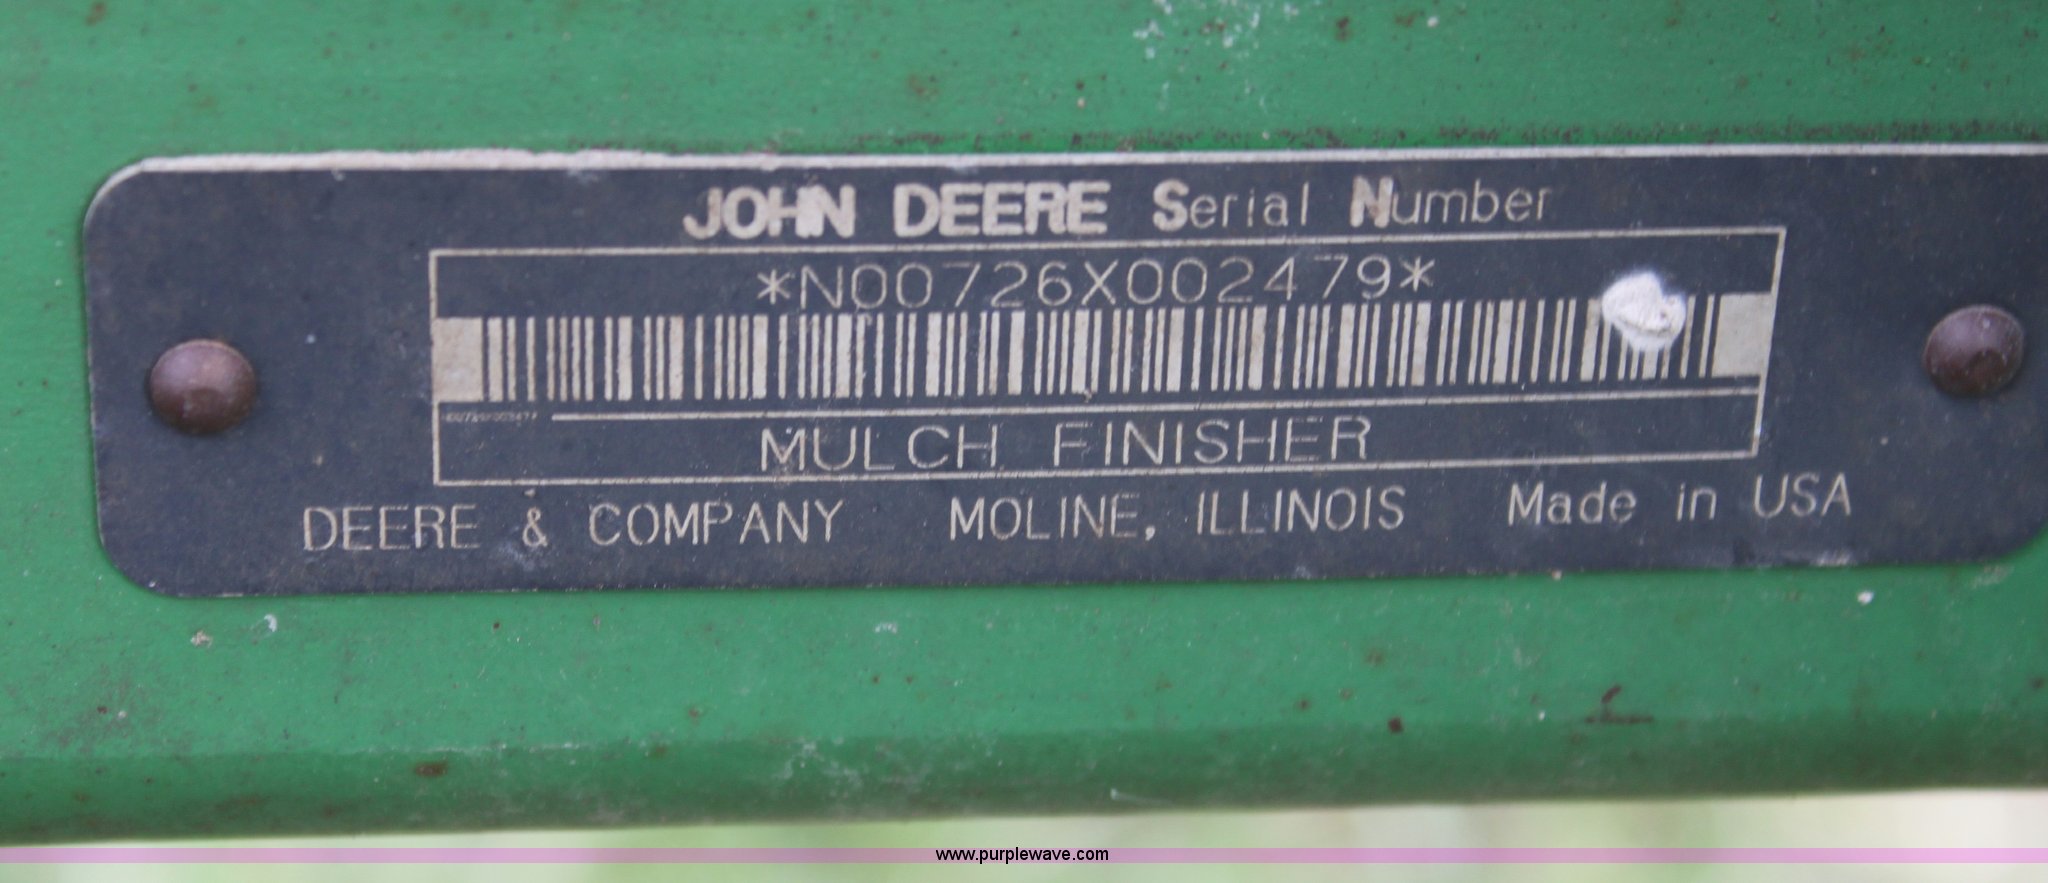 JOHN DEERE Serial Number
*N00726X002479*
MULCH FINISHER
DEERE & COMPANY MOLINE, ILLINOIS Made in USA
www.purplewave.com